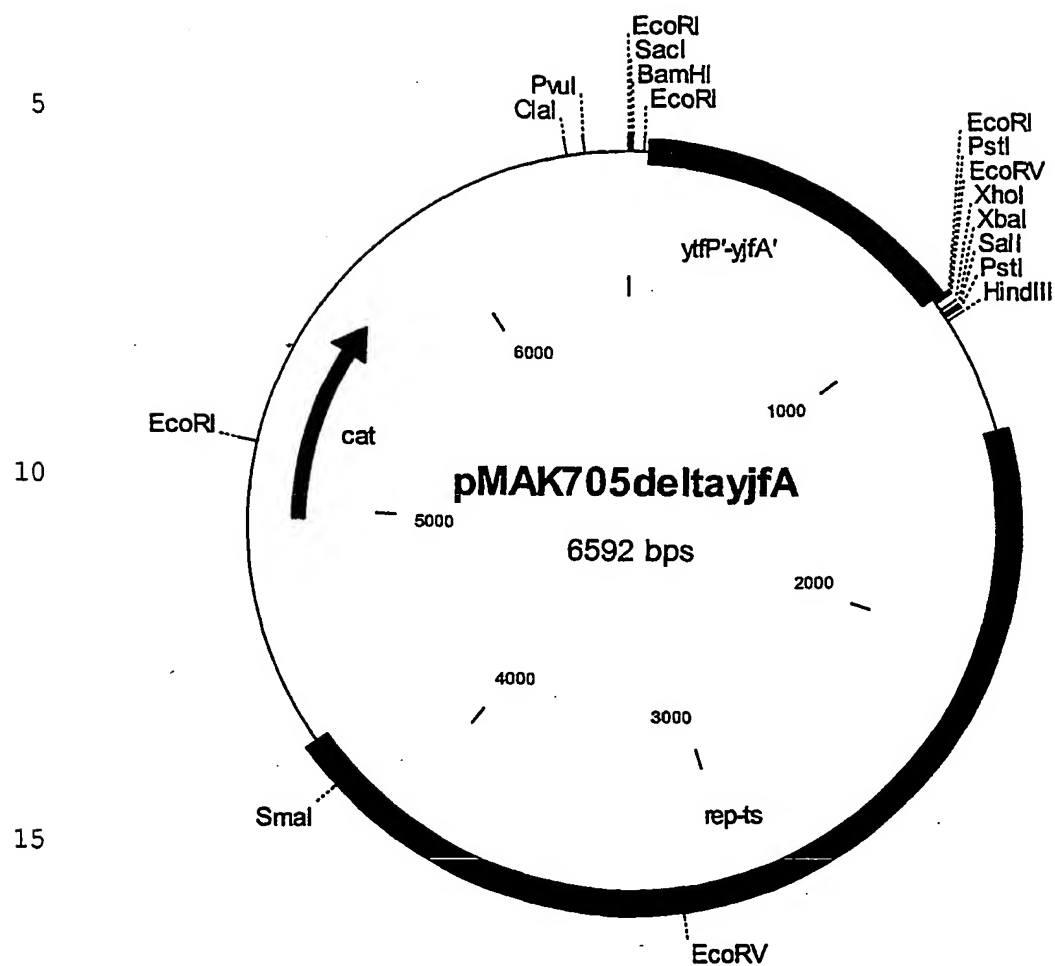 EcoRI
SacI
BamHI
EcoRI
PvuI
ClaI
5
EcoRI
PstI
EcoRV
XhoI
XbaI
SalI
PstI
HindIII
ytfP'-yjfA'
I
6000
1000
EcoRI
cat
10
pMAK705deltayjfA
5000
6592 bps
2000
4000
3000
SmaI
rep-ts
15
EcoRV